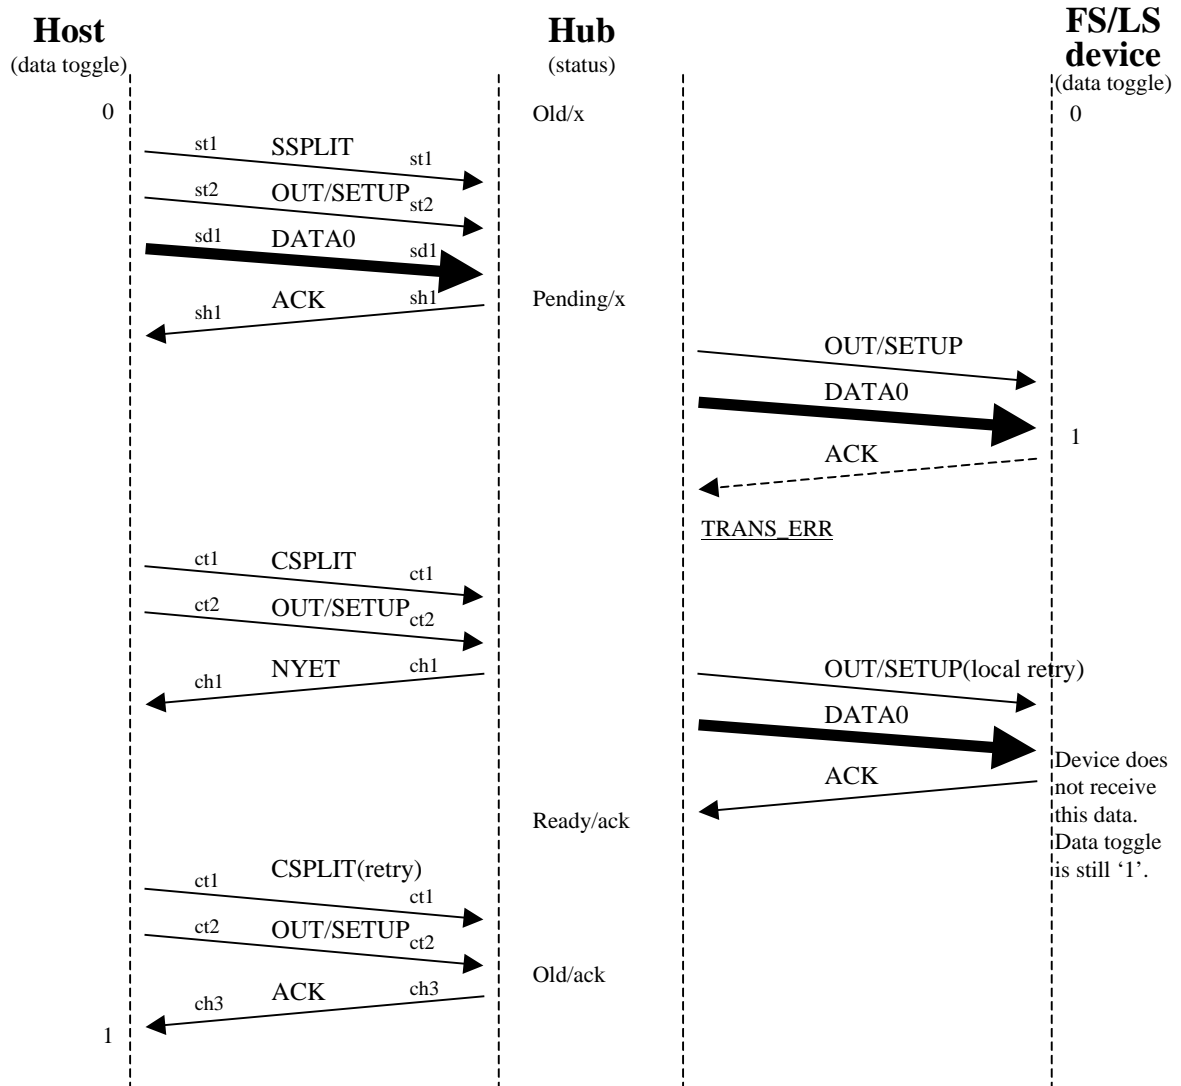 Host
(data toggle)
Hub
(status)
FS/LS
device
(data toggle)
0
Old/x
0
st1 SSPLIT st1
st2 OUT/SETUP st2
sd1 DATA0 sd1
sh1 ACK sh1
Pending/x
OUT/SETUP
DATA0
1
ACK
TRANS_ERR
ct1 CSPLIT ct1
ct2 OUT/SETUP ct2
ch1 NYET ch1
OUT/SETUP(local retry)
DATA0
ACK
Device does
not receive
this data.
Data toggle
is still ‘1’.
Ready/ack
ct1 CSPLIT(retry) ct1
ct2 OUT/SETUP ct2
Old/ack
ch3 ACK ch3
1